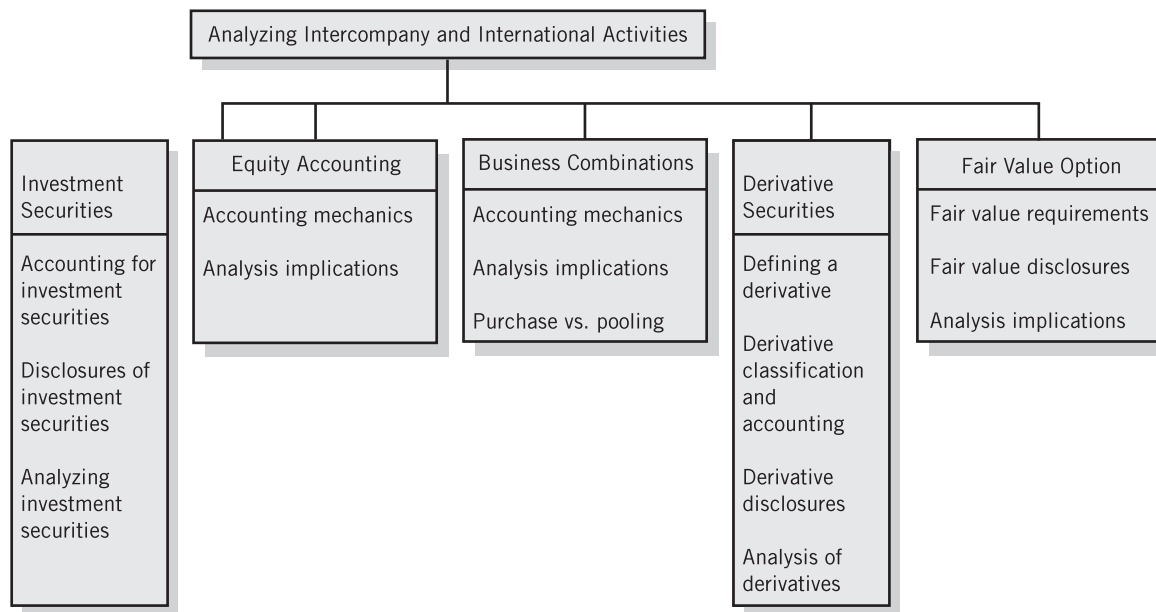 Analyzing Intercompany and International Activities
Investment
Securities
Accounting for
investment
securities
Disclosures of
investment
securities
Analyzing
investment
securities
Equity Accounting
Accounting mechanics
Analysis implications
Business Combinations
Accounting mechanics
Analysis implications
Purchase vs. pooling
Derivative
Securities
Defining a
derivative
Derivative
classification
and
accounting
Derivative
disclosures
Analysis of
derivatives
Fair Value Option
Fair value requirements
Fair value disclosures
Analysis implications